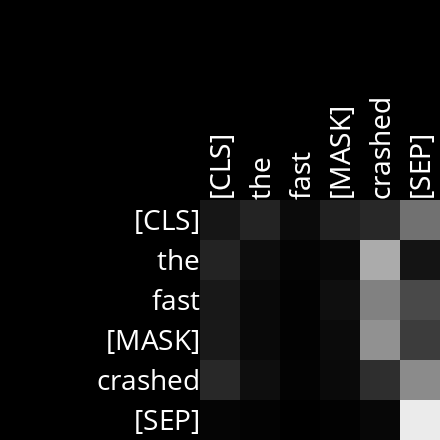 [CLS]
the
fast
[MASK]
crashed
[SEP]
[CLS]
the
fast
[MASK]
crashed
[SEP]